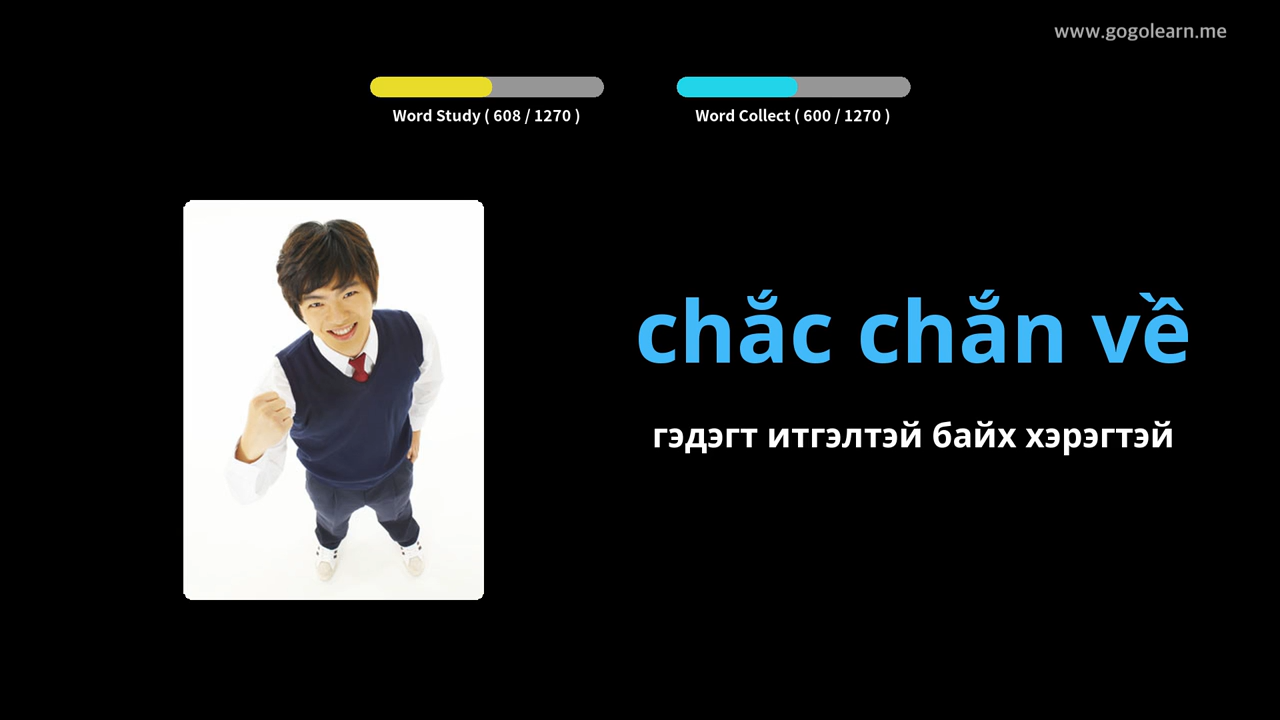 www.gogolearn.me
Word Study ( 608 / 1270 )
Word Collect ( 600 / 1270 )
chắc chắn về
гэдэгт итгэлтэй байх хэрэгтэй